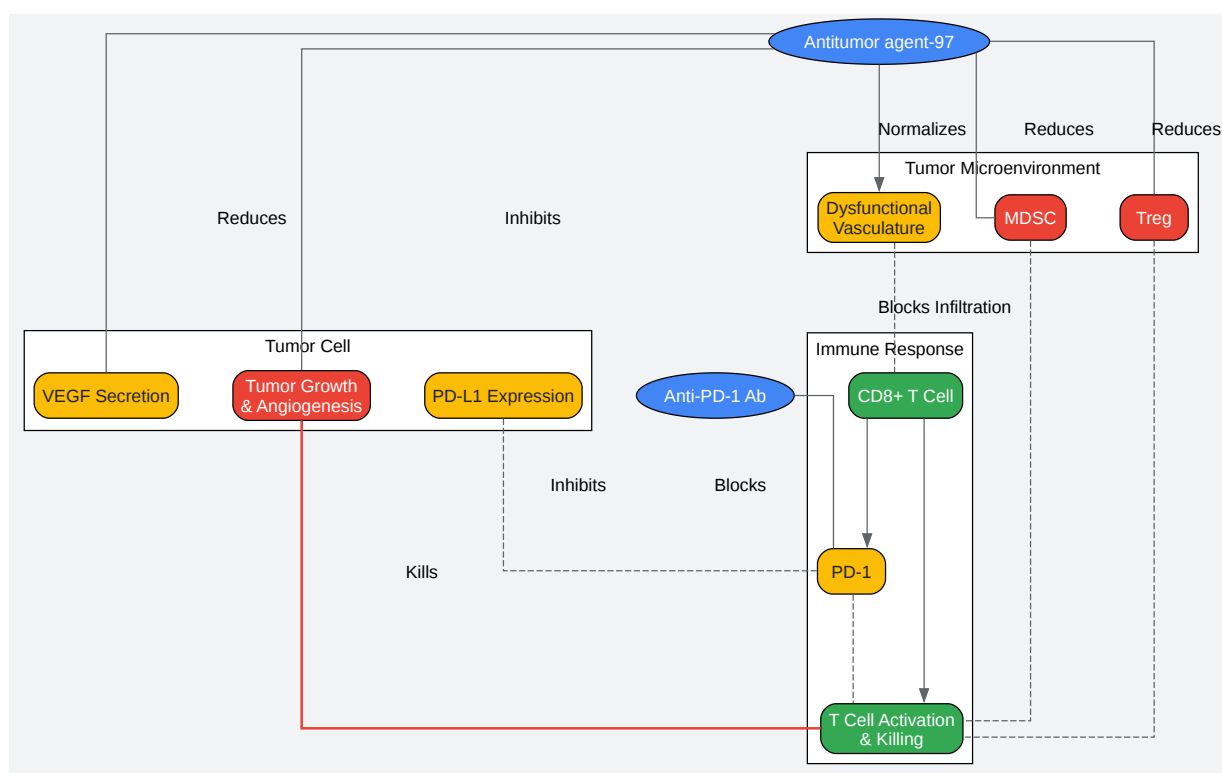 Antitumor agent-97
Normalizes
Reduces
Reduces
Tumor Microenvironment
Dysfunctional
Vasculature
MDSC
Treg
Reduces
Inhibits
Blocks Infiltration
Tumor Cell
VEGF Secretion
Tumor Growth
& Angiogenesis
PD-L1 Expression
Anti-PD-1 Ab
Immune Response
CD8+ T Cell
Inhibits
Blocks
Kills
PD-1
T Cell Activation
& Killing